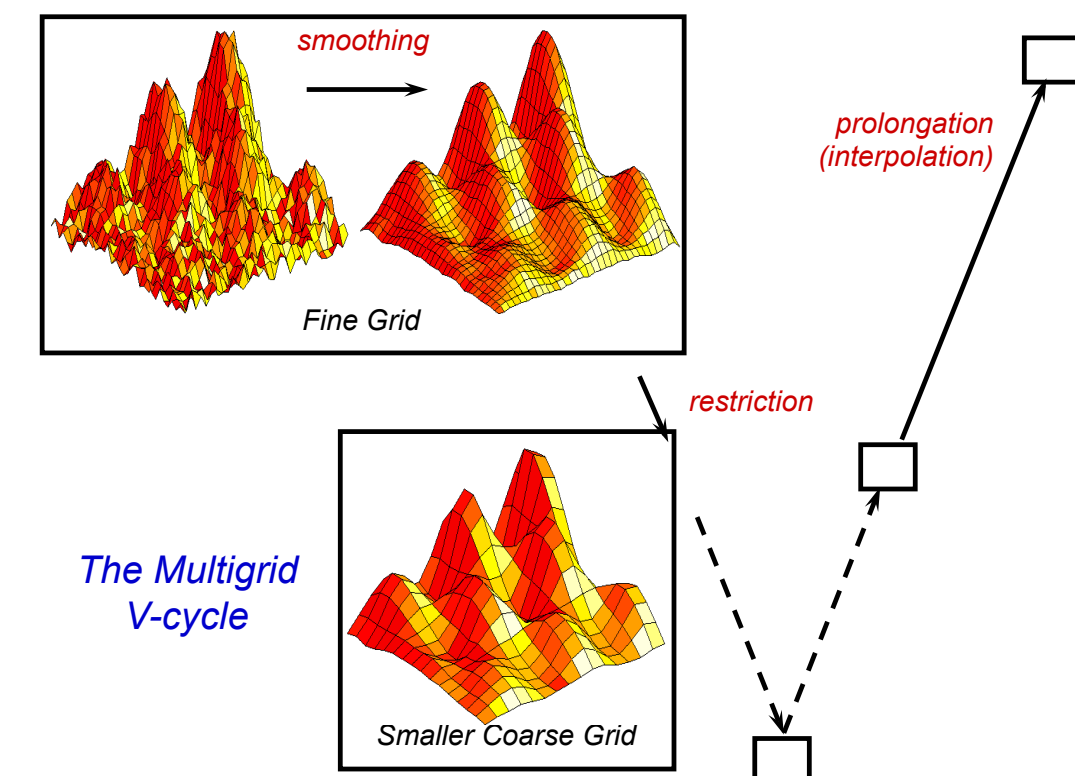 smoothing
prolongation
(interpolation)
Fine Grid
restriction
The Multigrid
V-cycle
Smaller Coarse Grid